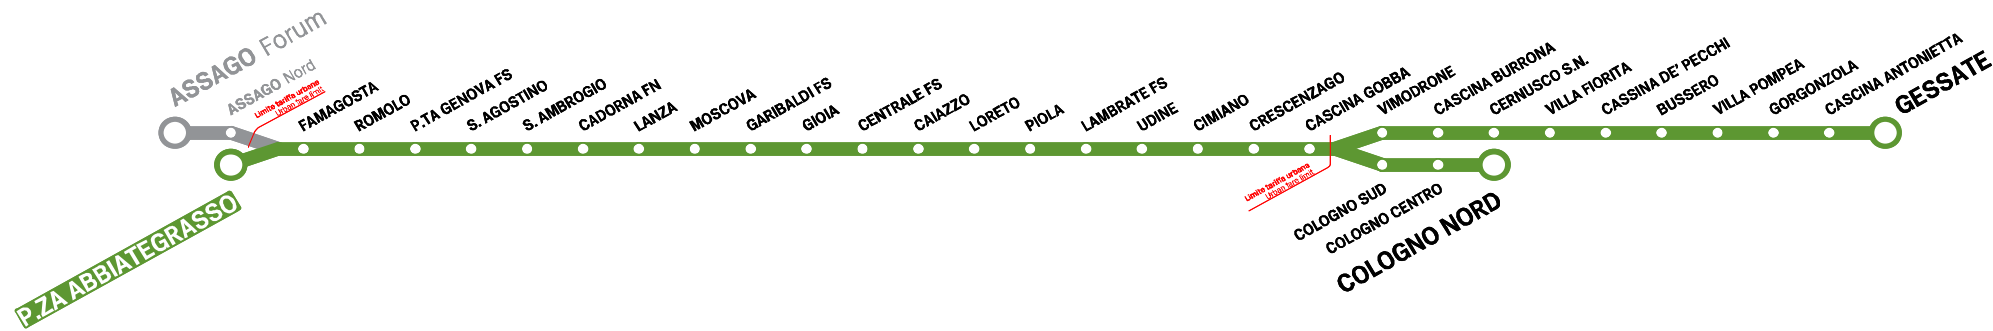 ASSAGO Forum
ASSAGO Nord
Limite tariffa urbana
Urban fare limit
P.ZA ABBIATEGRASSO
FAMAGOSTA
ROMOLO
P.TA GENOVA FS
S. AGOSTINO
S. AMBROGIO
CADORNA FN
LANZA
MOSCOVA
GARIBALDI FS
GIOIA
CENTRALE FS
CAIAZZO
LORETO
PIOLA
LAMBRATE FS
UDINE
CIMIANO
CRESCENZAGO
CASCINA GOBBA
Limite tariffa urbana
Urban fare limit
VIMODRONE
CASCINA BURRONA
CERNUSCO S.N.
VILLA FIORITA
CASSINA DE' PECCHI
BUSSERO
VILLA POMPEA
GORGONZOLA
CASCINA ANTONIETTA
GESSATE
COLOGNO SUD
COLOGNO CENTRO
COLOGNO NORD